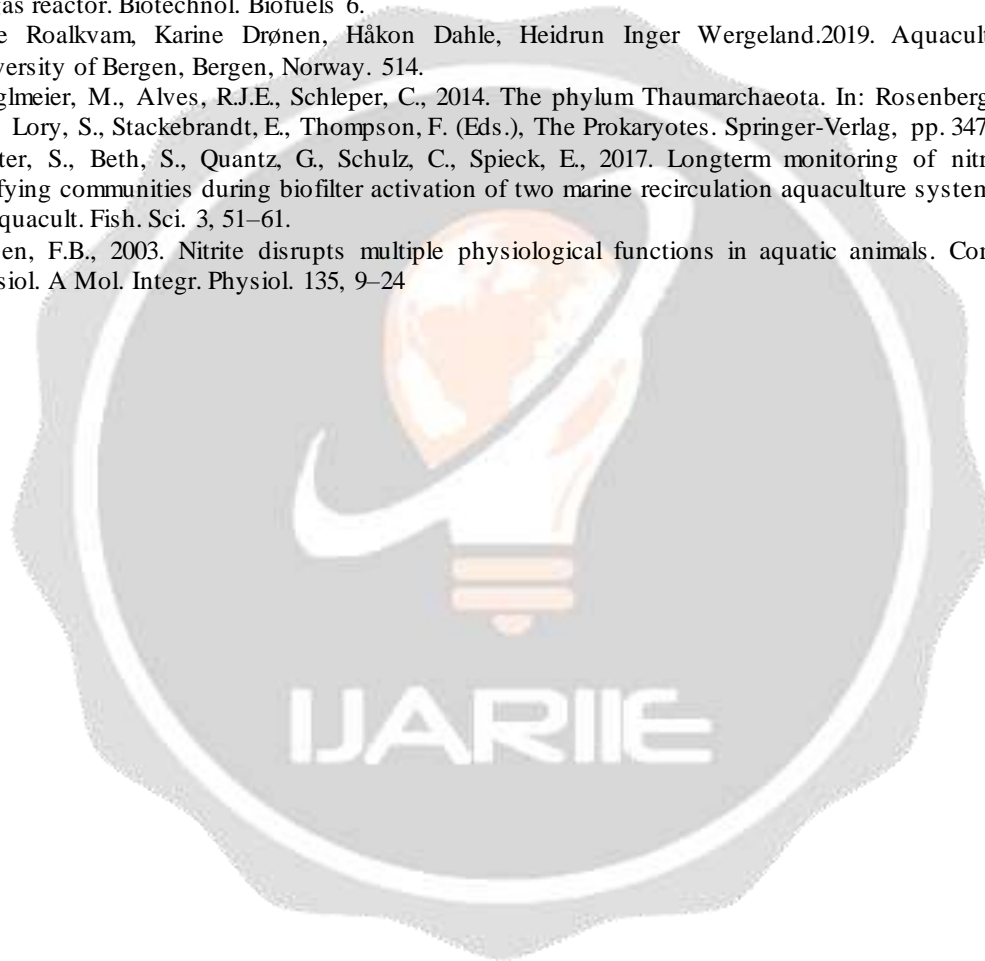 gas reactor. Biotechnol. Biofuels 6.
e Roalkvam, Karine Drønen, Håkon Dahle, Heidrun Inger Wergeland.2019. Aquacult
versity of Bergen, Bergen, Norway. 514.
glmeier, M., Alves, R.J.E., Schleper, C., 2014. The phylum Thaumarchaeota. In: Rosenberg
Lory, S., Stackebrandt, E., Thompson, F. (Eds.), The Prokaryotes. Springer-Verlag, pp. 347
ter, S., Beth, S., Quantz, G., Schulz, C., Spieck, E., 2017. Longterm monitoring of nitr
fying communities during biofilter activation of two marine recirculation aquaculture system
quacult. Fish. Sci. 3, 51–61.
en, F.B., 2003. Nitrite disrupts multiple physiological functions in aquatic animals. Con
siol. A Mol. Integr. Physiol. 135, 9–24
IJARIIE